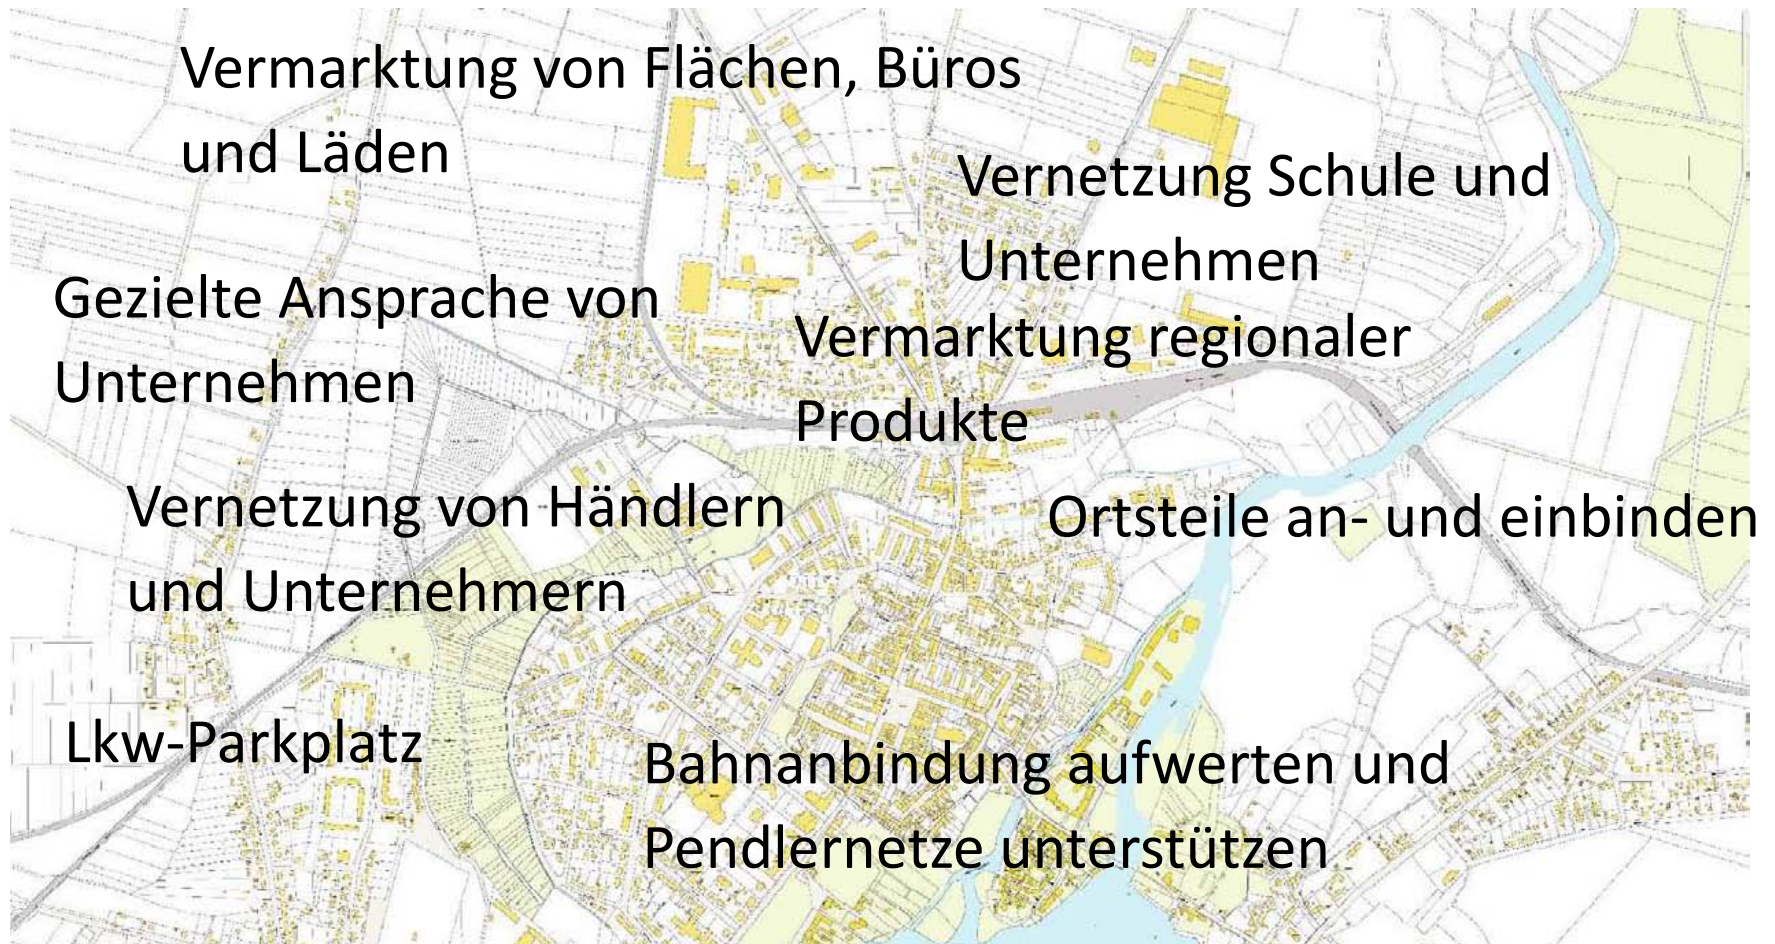 Vermarktung von Flächen, Büros
und Läden
Vernetzung Schule und
Unternehmen
Gezielte Ansprache von
Unternehmen
Vermarktung regionaler
Produkte
Vernetzung von Händlern
und Unternehmern
Ortsteile an- und einbinden
Lkw-Parkplatz
Bahnanbindung aufwerten und
Pendlernetze unterstützen